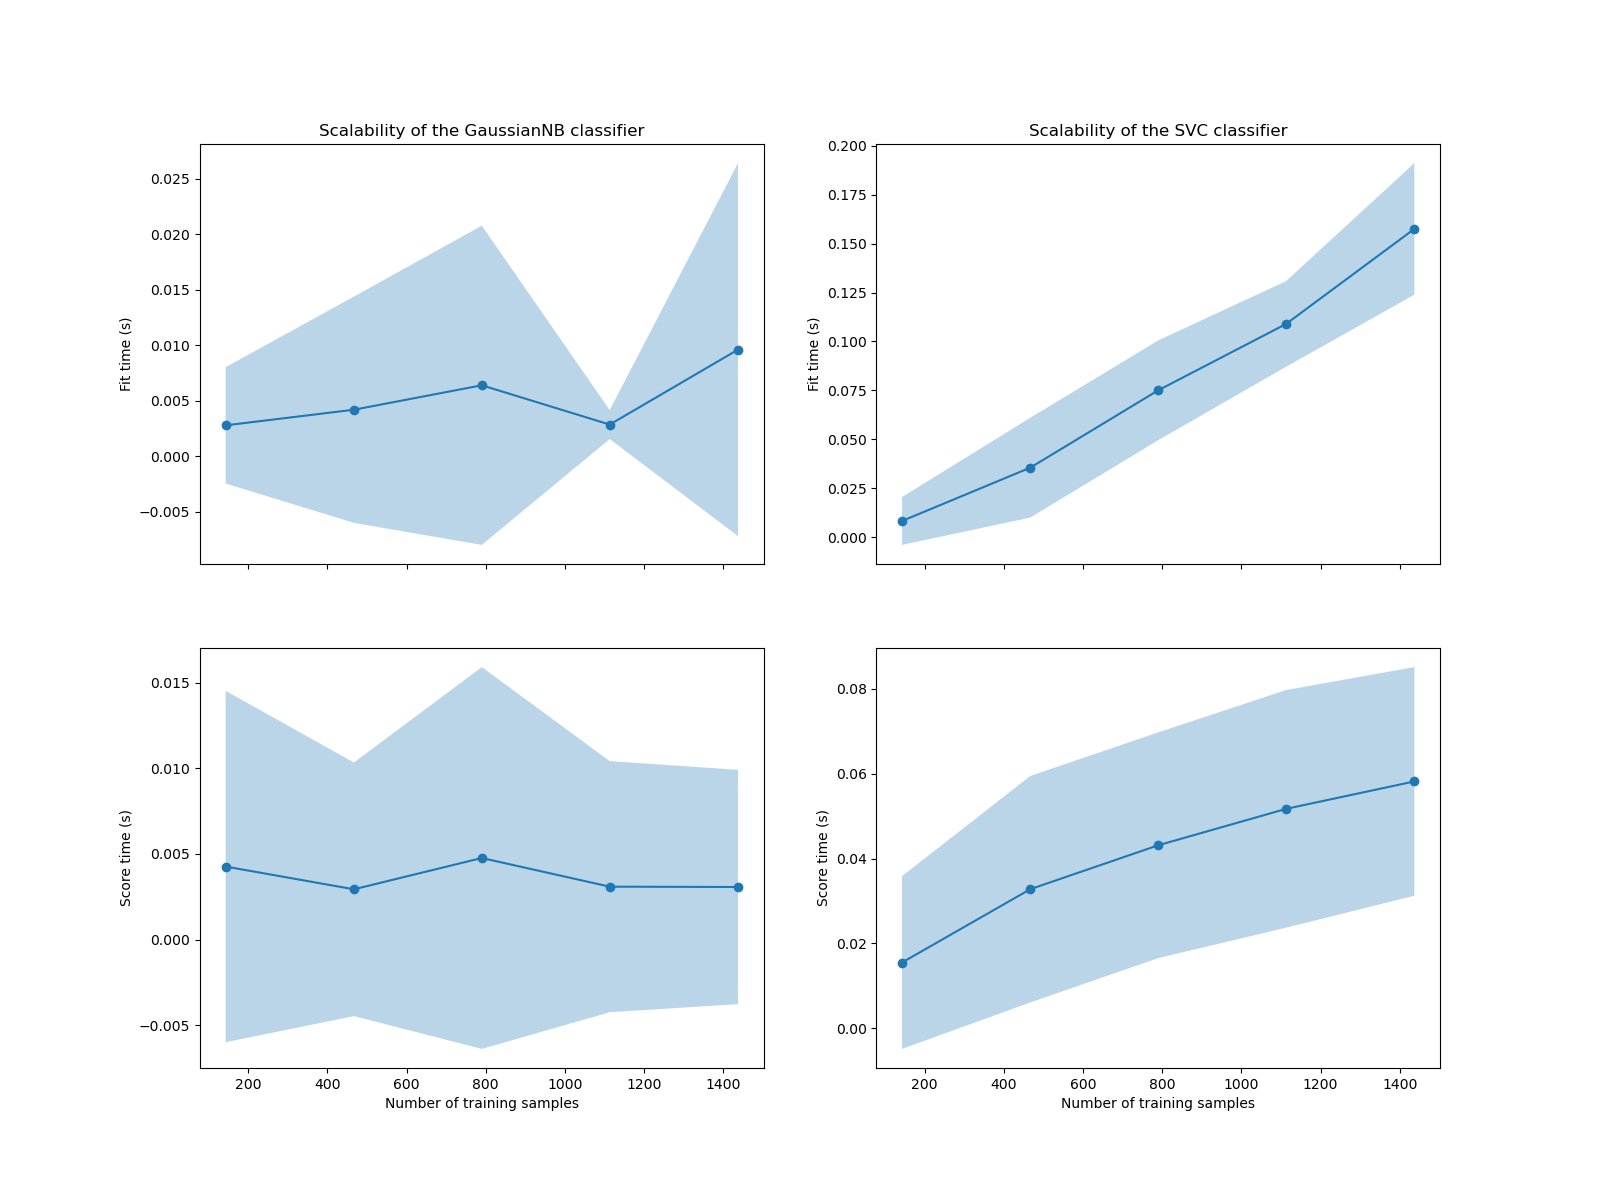 Scalability of the GaussianNB classifier
0.025
0.020
0.015
0.010
0.005
0.000
−0.005
Fit time (s)
Scalability of the SVC classifier
0.200
0.175
0.150
0.125
0.100
0.075
0.050
0.025
0.000
Fit time (s)
0.015
0.010
0.005
0.000
−0.005
Score time (s)
200 400 600 800 1000 1200 1400
Number of training samples
0.08
0.06
0.04
0.02
0.00
Score time (s)
200 400 600 800 1000 1200 1400
Number of training samples